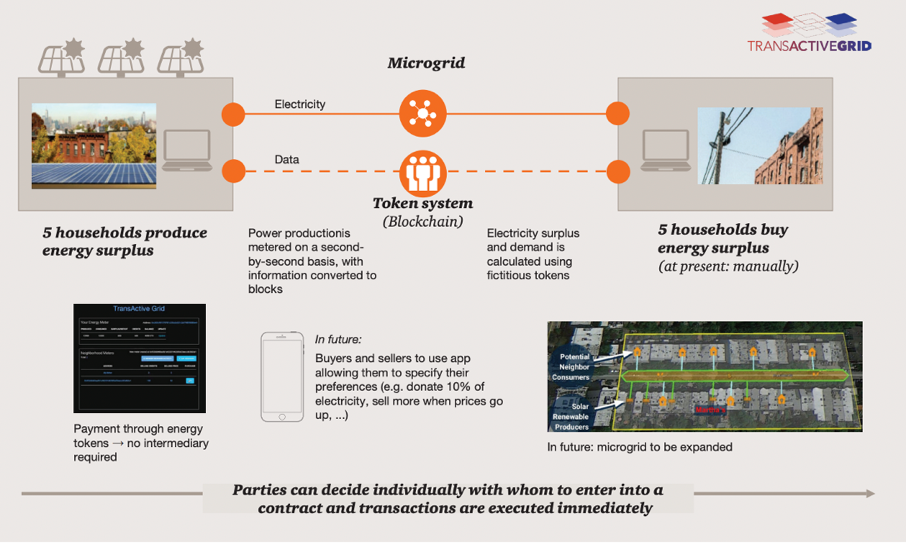 TRANSACTIVEGRID
Microgrid
Electricity
Data
Token system
(Blockchain)
5 households produce
energy surplus
Power productionis
metered on a second-
by-second basis, with
information converted to
blocks
Electricity surplus
and demand is
calculated using
fictitious tokens
5 households buy
energy surplus
(at present: manually)
TransActive Grid
Your Energy Meter
Payment through energy
tokens → no intermediary
required
In future:
Buyers and sellers to use app
allowing them to specify their
preferences (e.g. donate 10% of
electricity, sell more when prices go
up, ...)
Potential
Neighbor
Consumers
Solar
Renewable
Producers
In future: microgrid to be expanded
Parties can decide individually with whom to enter into a
contract and transactions are executed immediately